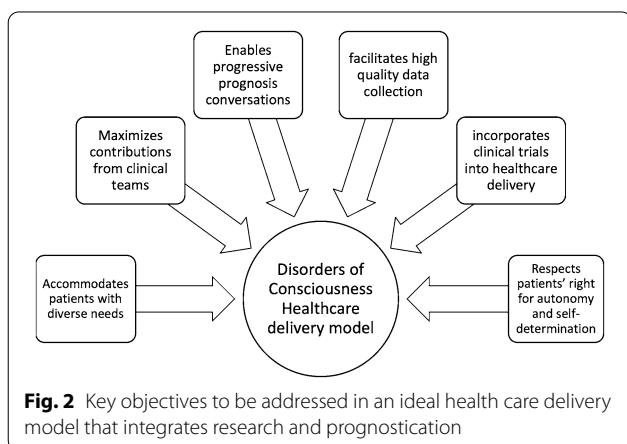 Enables
progressive
prognosis
conversations
facilitates high
quality data
collection
Maximizes
contributions
from clinical
teams
incorporates
clinical trials
into healthcare
delivery
Accommodates
patients with
diverse needs
Disorders of
Consciousness
Healthcare
delivery model
Respects
patients' right
for autonomy
and self-
determination
Fig. 2 Key objectives to be addressed in an ideal health care delivery
model that integrates research and prognostication